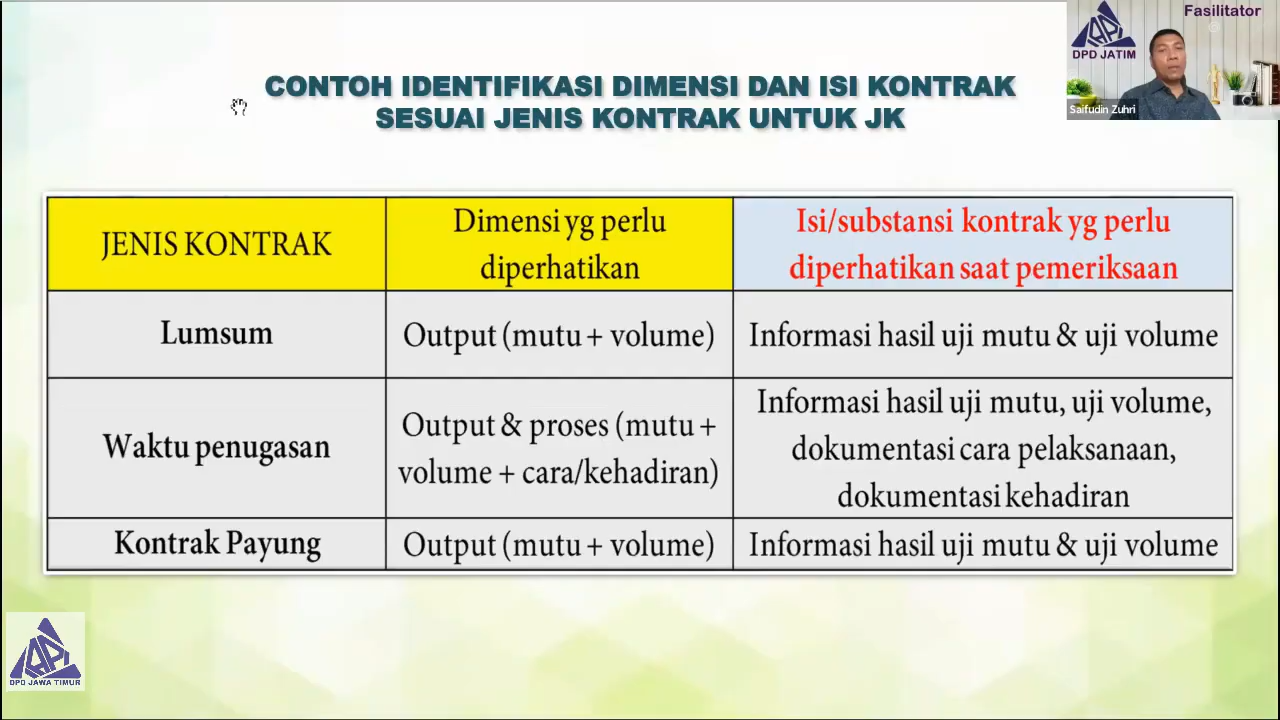 Fasilitator
IAPI
DPD JATIM
Saifudin Zuhri
CONTOH IDENTIFIKASI DIMENSI DAN ISI KONTRAK
SESUAI JENIS KONTRAK UNTUK JK
JENIS KONTRAK
Dimensi yg perlu
diperhatikan
Isi/substansi kontrak yg perlu
diperhatikan saat pemeriksaan
Lumsum
Output (mutu + volume)
Informasi hasil uji mutu & uji volume
Waktu penugasan
Output & proses (mutu +
volume + cara/kehadiran)
Informasi hasil uji mutu, uji volume,
dokumentasi cara pelaksanaan,
dokumentasi kehadiran
Kontrak Payung
Output (mutu + volume)
Informasi hasil uji mutu & uji volume
IAPI
DPD JAWA TIMUR